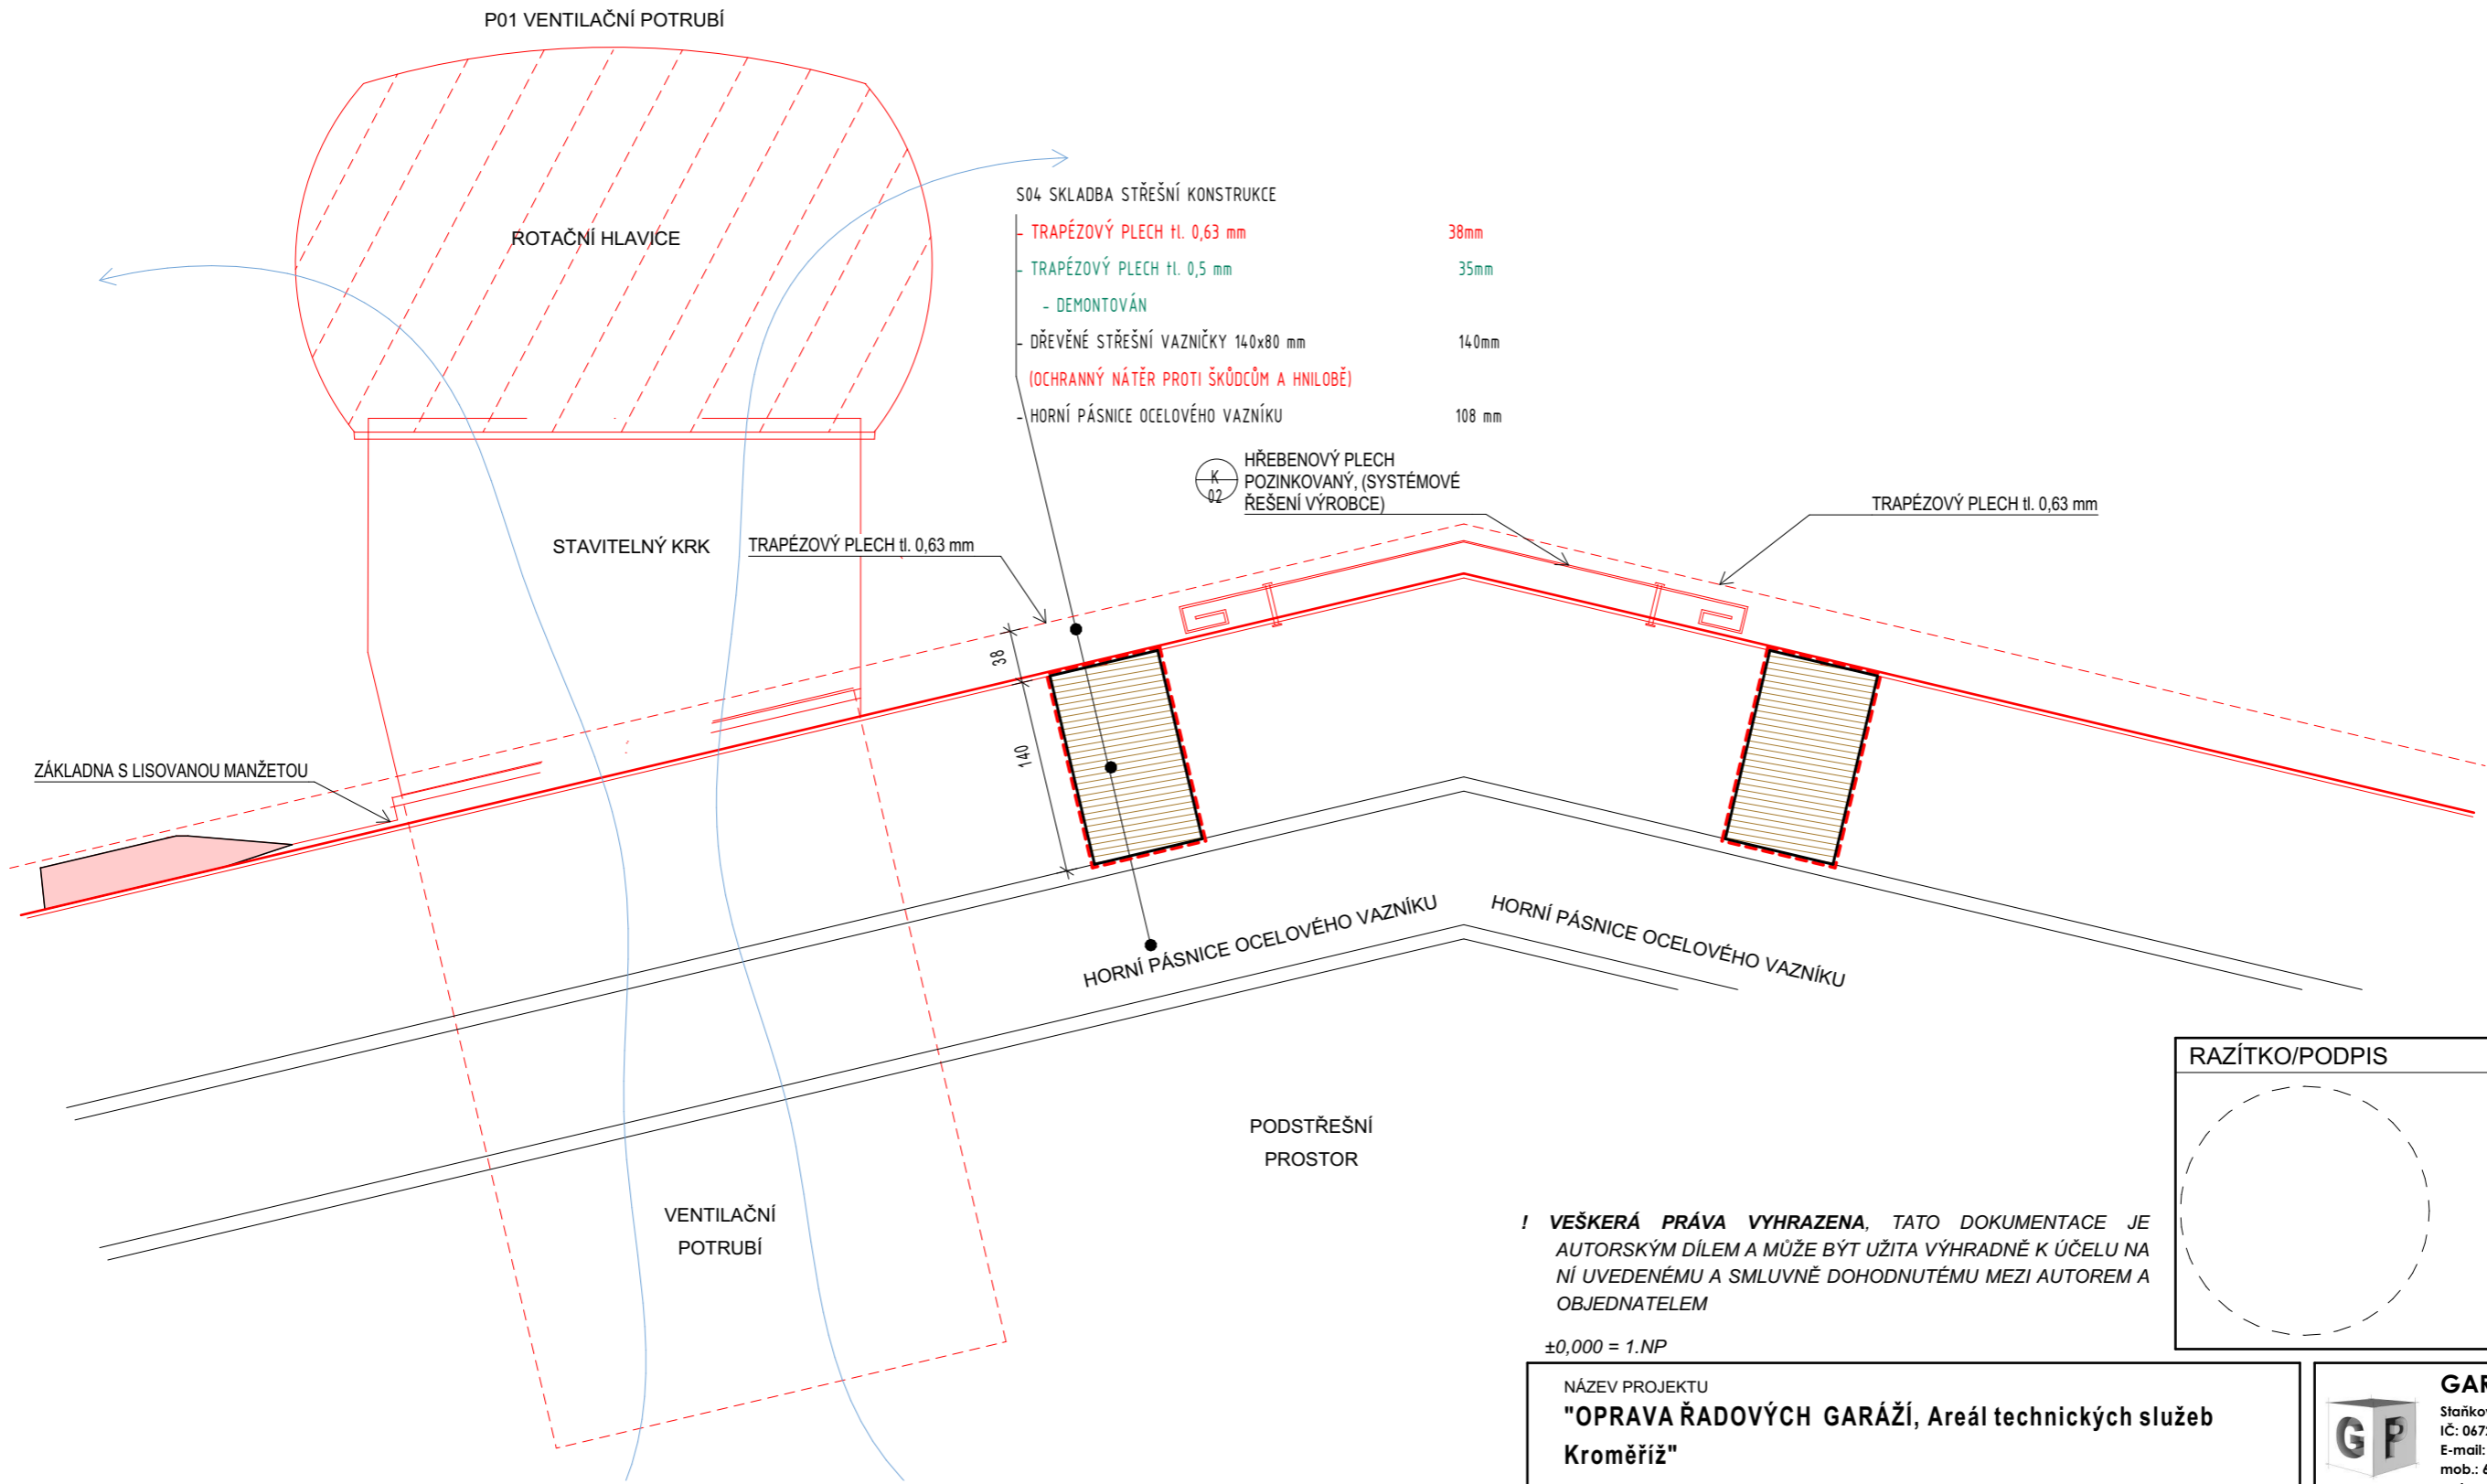 P01 VENTILAČNÍ POTRUBÍ
ROTAČNÍ HLAVICE
S04 SKLADBA STŘEŠNÍ KONSTRUKCE
- TRAPÉZOVÝ PLECH tl. 0,63 mm 38mm
- TRAPÉZOVÝ PLECH tl. 0,5 mm 35mm
- DEMONTOVÁN
- DŘEVĚNÉ STŘEŠNÍ VAZNIČKY 140x80 mm 140mm
(OCHRANNÝ NÁTĚR PROTI ŠKŮDCŮM A HNILOBĚ)
- HORNÍ PÁSNICE OCELOVÉHO VAZNÍKU 108 mm
K
02
HŘEBENOVÝ PLECH
POZINKOVANÝ, (SYSTÉMOVÉ
ŘEŠENÍ VÝROBCE)
TRAPÉZOVÝ PLECH tl. 0,63 mm
STAVITELNÝ KRK
TRAPÉZOVÝ PLECH tl. 0,63 mm
38
140
ZÁKLADNA S LISOVANOU MANŽETOU
HORNÍ PÁSNICE OCELOVÉHO VAZNÍKU
HORNÍ PÁSNICE OCELOVÉHO VAZNÍKU
RAZÍTKO/PODPIS
PODSTŘEŠNÍ
PROSTOR
VENTILAČNÍ
POTRUBÍ
! VEŠKERÁ PRÁVA VYHRAZENA, TATO DOKUMENTACE JE
AUTORSKÝM DÍLEM A MŮŽE BÝT UŽITA VÝHRADNĚ K ÚČELU NA
NÍ UVEDENÉMU A SMLUVNĚ DOHODNUTÉMU MEZI AUTOREM A
OBJEDNATELEM
±0,000 = 1.NP
NÁZEV PROJEKTU
"OPRAVA ŘADOVÝCH GARÁŽÍ, Areál technických služeb
Kroměříž"
GP
IČ:
E-mail:
mob.: